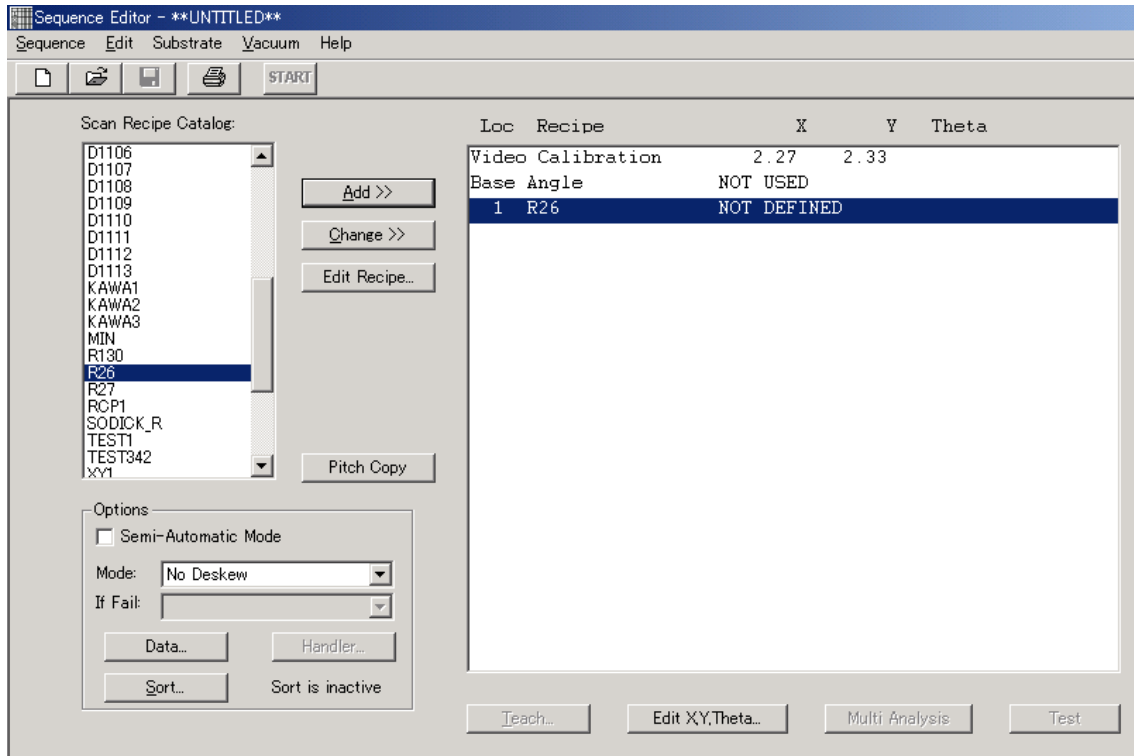 Sequence Editor - **UNTITLED**
Sequence Edit Substrate Vacuum Help
START
Scan Recipe Catalog:
D1106
D1107
D1108
D1109
D1110
D1111
D1112
D1113
KAWA1
KAWA2
KAWA3
MIN
R130
R26
R27
RCP1
SODICK_R
TEST1
TEST342
XY1
Add >>
Change >>
Edit Recipe...
Pitch Copy
Loc Recipe X Y Theta
Video Calibration 2.27 2.33
Base Angle NOT USED
1 R26 NOT DEFINED
Options
Semi-Automatic Mode
Mode: No Deskew
If Fail:
Data... Handler...
Sort... Sort is inactive
Teach... Edit X,Y,Theta... Multi Analysis Test